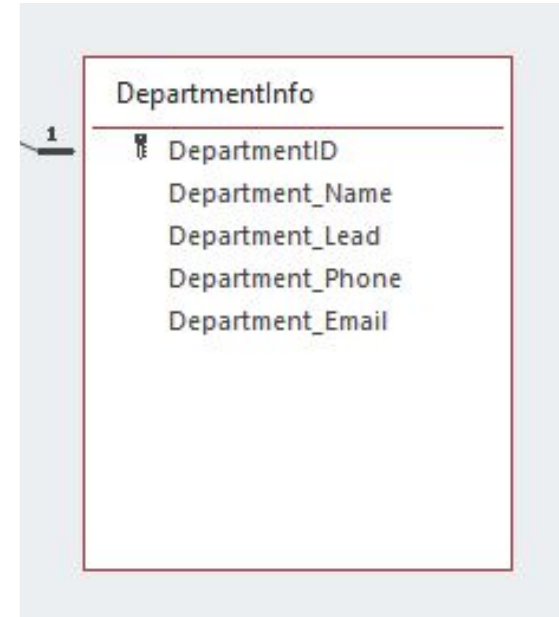 DepartmentInfo
1
DepartmentID
Department_Name
Department_Lead
Department_Phone
Department_Email